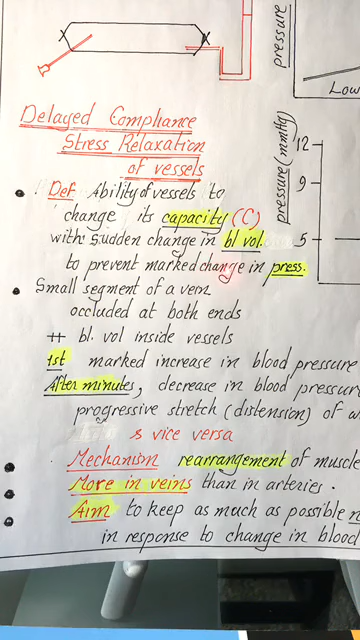 pressure
Low
Delayed Compliance
Stress Relaxation
of vessels
Def Ability of vessels to
change its capacity (C)
with sudden change in bl vol.
to prevent marked change in press.
Small segment of a vein
occluded at both ends
++ bl. vol inside vessels
1st marked increase in blood pressure
After minutes, decrease in blood pressur
progressive stretch (distension) of w
& vice versa
Mechanism rearrangement of muscle
More in veins than in arteries.
Aim to keep as much as possible n
in response to change in blood
pressure (mmHg)
12
9
5